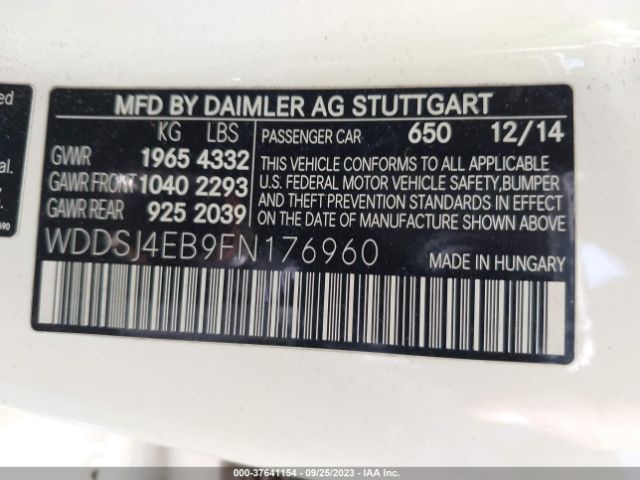 ed
al.
690
MFD BY DAIMLER AG STUTTGART
KG LBS
GVWR 1965 4332
GAWR FRONT 1040 2293
GAWR REAR 925 2039
PASSENGER CAR 650 12/14
THIS VEHICLE CONFORMS TO ALL APPLICABLE
U.S. FEDERAL MOTOR VEHICLE SAFETY,BUMPER
AND THEFT PREVENTION STANDARDS IN EFFECT
ON THE DATE OF MANUFACTURE SHOWN ABOVE.
WDDSJ4EB9FN176960
MADE IN HUNGARY
000-37641154 - 09/25/2023 - IAA Inc.